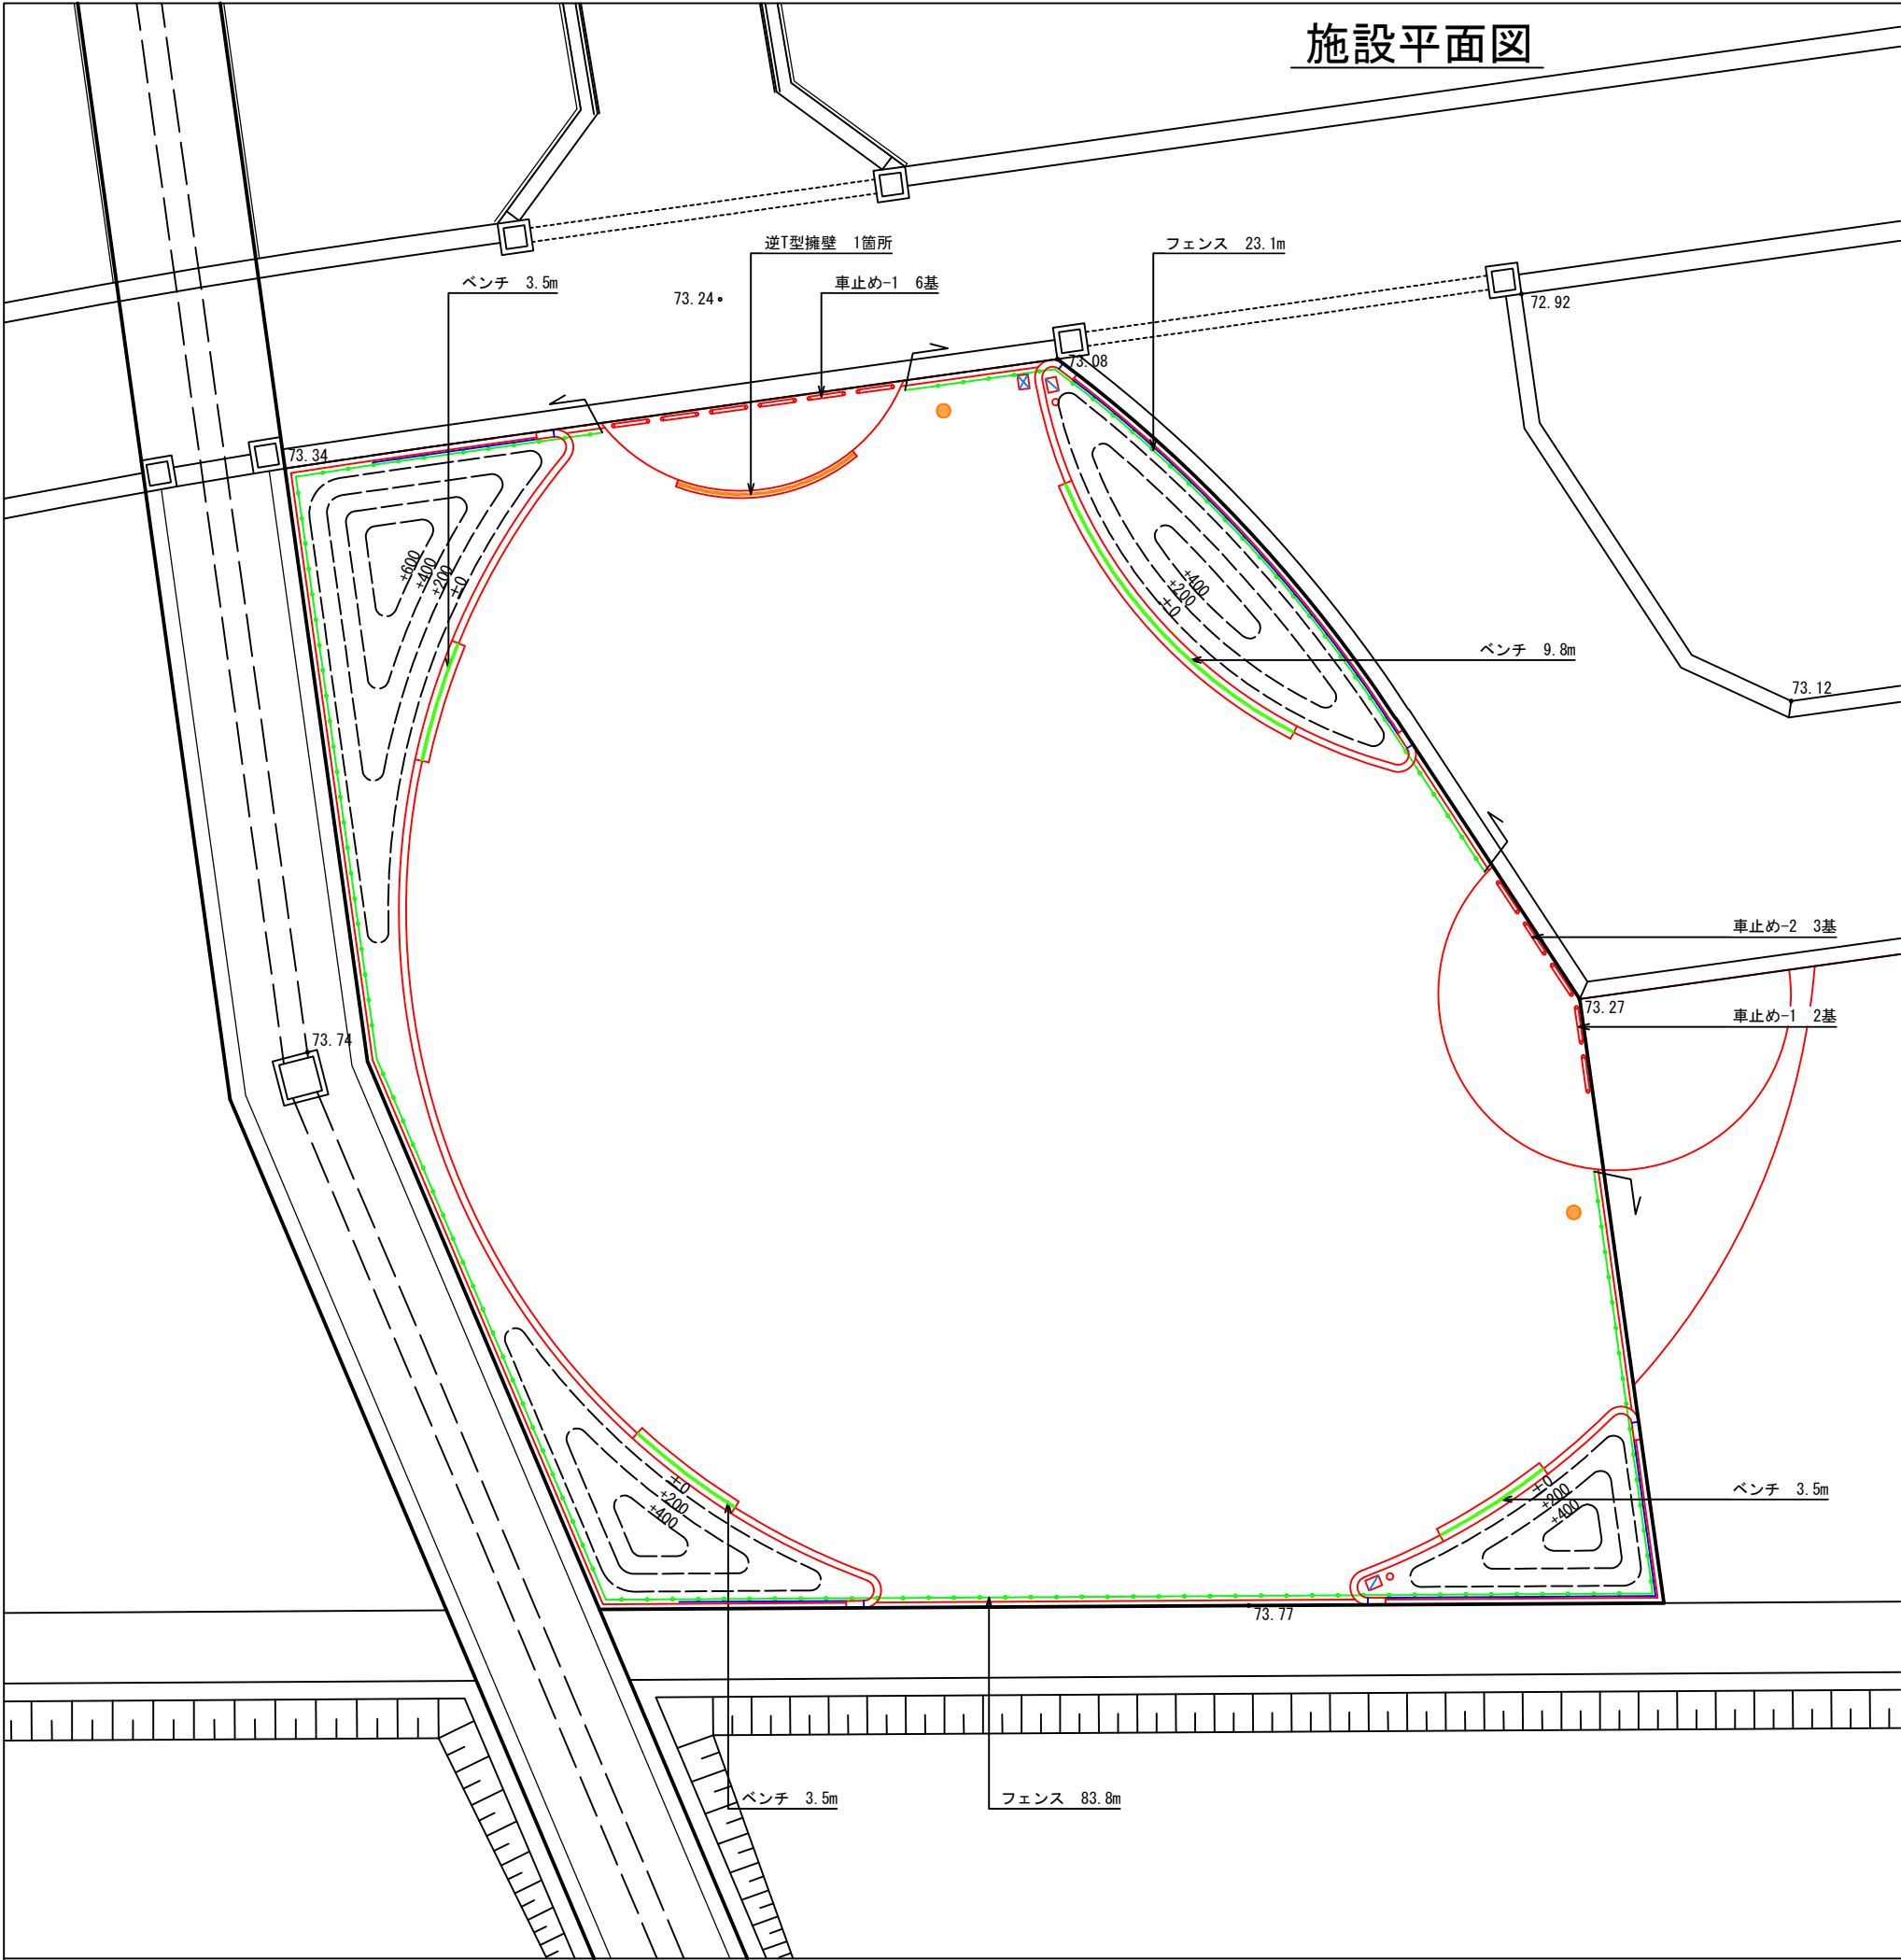 施設平面図
逆T型擁壁　1箇所
フェンス　23.1m
ベンチ　3.5m
車止め-1　6基
73.24
72.92
73.08
73.34
+600
+400
+200
±0
+400
+200
±0
ベンチ　9.8m
73.12
車止め-2　3基
73.27
車止め-1　2基
73.74
±0
+200
+400
±0
+200
+400
ベンチ　3.5m
73.77
ベンチ　3.5m
フェンス　83.8m